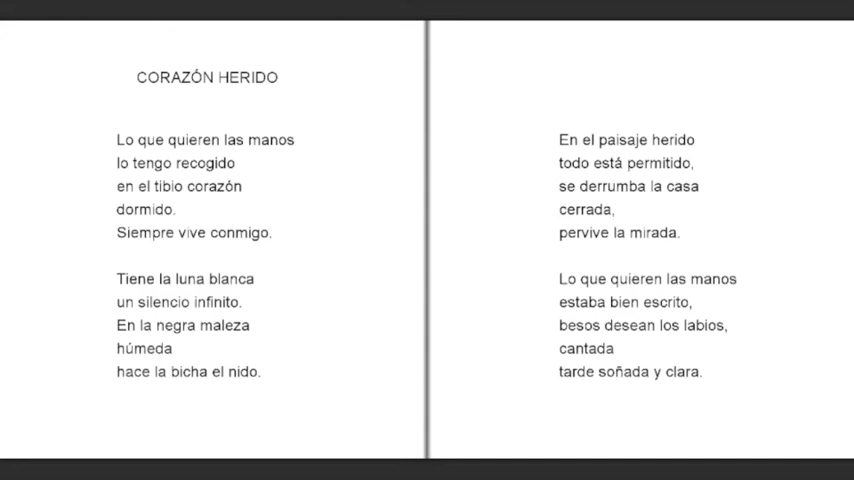 CORAZÓN HERIDO
Lo que quieren las manos
lo tengo recogido
en el tibio corazón
dormido.
Siempre vive conmigo.
Tiene la luna blanca
un silencio infinito.
En la negra maleza
húmeda
hace la bicha el nido.
En el paisaje herido
todo está permitido,
se derrumba la casa
cerrada,
pervive la mirada.
Lo que quieren las manos
estaba bien escrito,
besos desean los labios,
cantada
tarde soñada y clara.